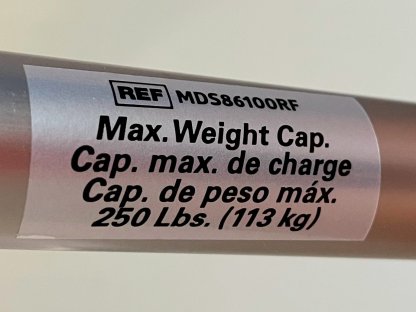 REF MDS86100RF
Max. Weight Cap.
Cap. max. de charge
Cap. de peso máx.
250 Lbs. (113 kg)